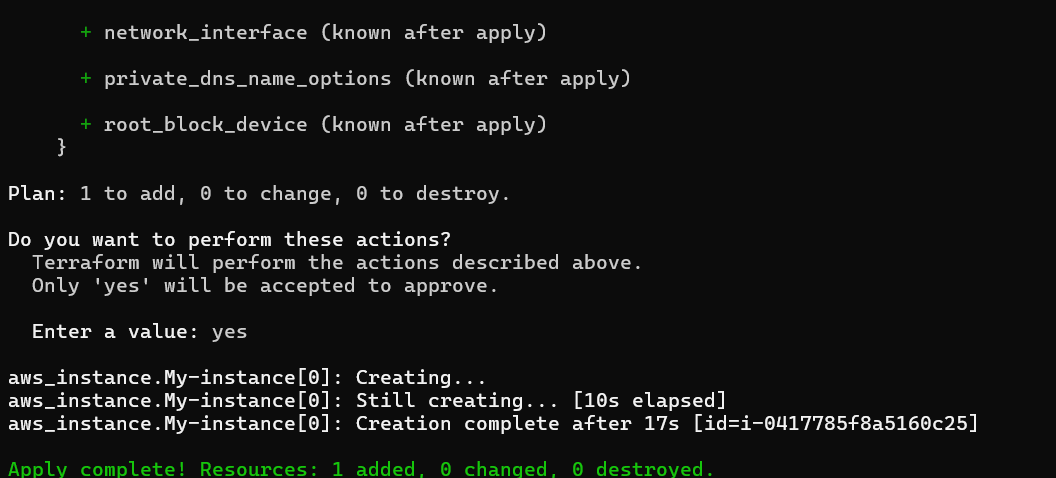 + network_interface (known after apply)
+ private_dns_name_options (known after apply)
+ root_block_device (known after apply)
}
Plan: 1 to add, 0 to change, 0 to destroy.
Do you want to perform these actions?
Terraform will perform the actions described above.
Only 'yes' will be accepted to approve.
Enter a value: yes
aws_instance.My-instance[0]: Creating...
aws_instance.My-instance[0]: Still creating... [10s elapsed]
aws_instance.My-instance[0]: Creation complete after 17s [id=i-0417785f8a5160c25]
Apply complete! Resources: 1 added, 0 changed, 0 destroyed.